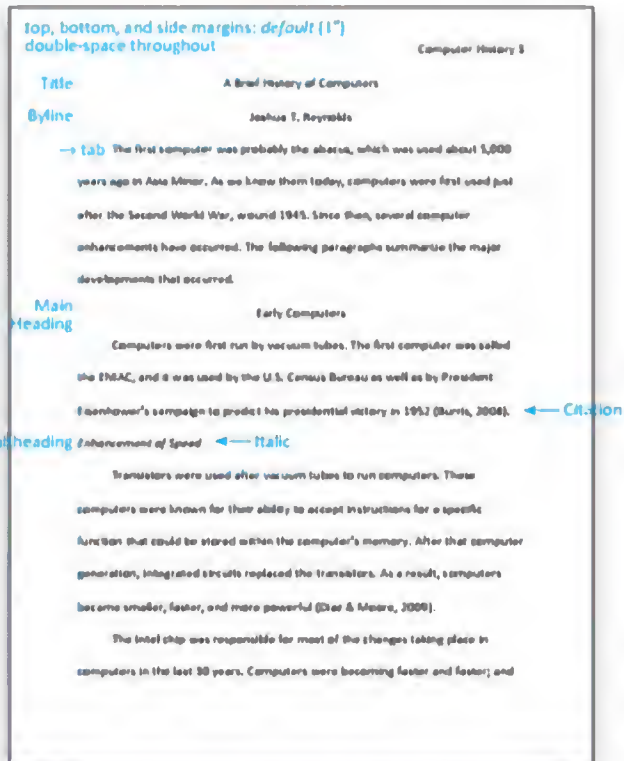 top, bottom, and side margins: default (1")
double-space throughout
Computer History 3
Title
A Brief History of Computers
Byline
Joshua T. Reynolds
→ tab The first computer was probably the abacus, which was used about 5,000
years ago in Asia Minor. As we know them today, computers were first used just
after the Second World War, around 1945. Since then, several computer
enhancements have occurred. The following paragraphs summarize the major
developments that occurred.
Main
Heading
Early Computers
Computers were first run by vacuum tubes. The first computer was called
the ENIAC, and it was used by the U.S. Census Bureau as well as by President
Eisenhower's campaign to predict his presidential victory in 1952 (Burris, 2008). ← Citation
heading Enhancement of Speed ← Italic
Transistors were used after vacuum tubes to run computers. These
computers were known for their ability to accept instructions for a specific
function that could be stored within the computer's memory. After that computer
generation, integrated circuits replaced the transistors. As a result, computers
became smaller, faster, and more powerful (Diaz & Moore, 2009).
The Intel chip was responsible for most of the changes taking place in
computers in the last 30 years. Computers were becoming faster and faster; and